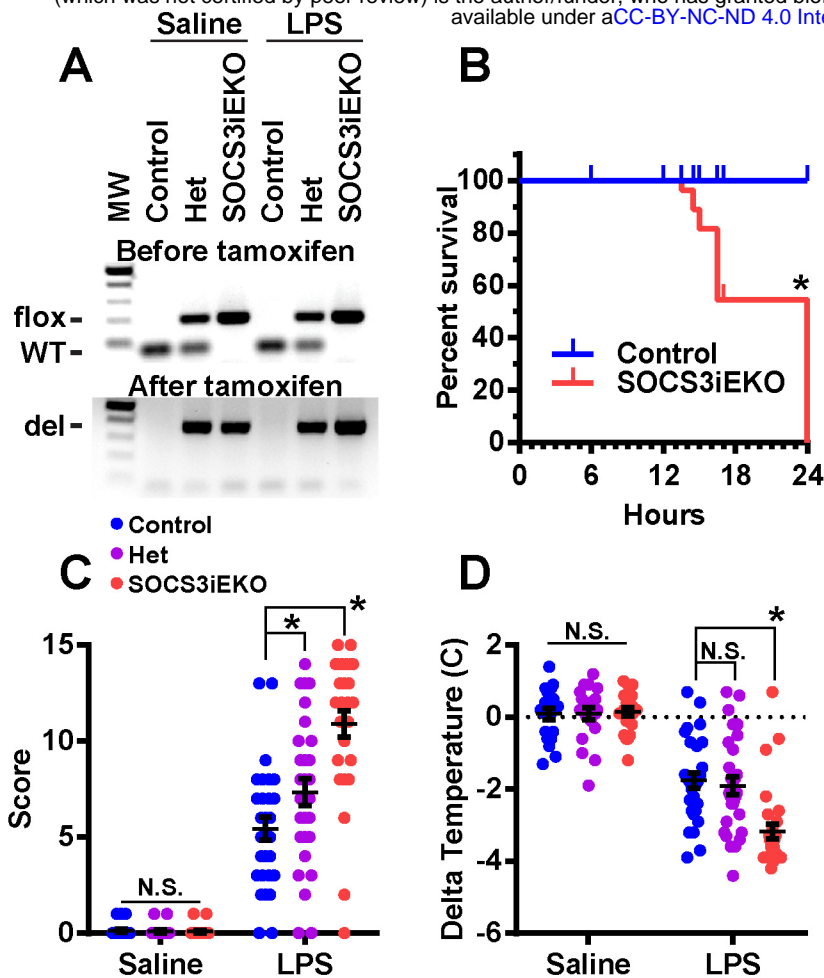 (which was not certified by peer review) is the author/funder, who has granted
available under aCC-BY-NC-ND 4.0
A
Saline LPS
MW
Control
Het
SOCS3iEKO
Control
Het
SOCS3iEKO
Before tamoxifen
flox
WT
After tamoxifen
del
B
Percent survival
100
80
60
40
20
0
*
Control
SOCS3iEKO
0 6 12 18 24
Hours
C
Control
Het
SOCS3iEKO
Score
15
10
5
0
N.S.
*
*
Saline LPS
D
Delta Temperature (C)
2
0
-2
-4
-6
N.S.
N.S.
*
Saline LPS